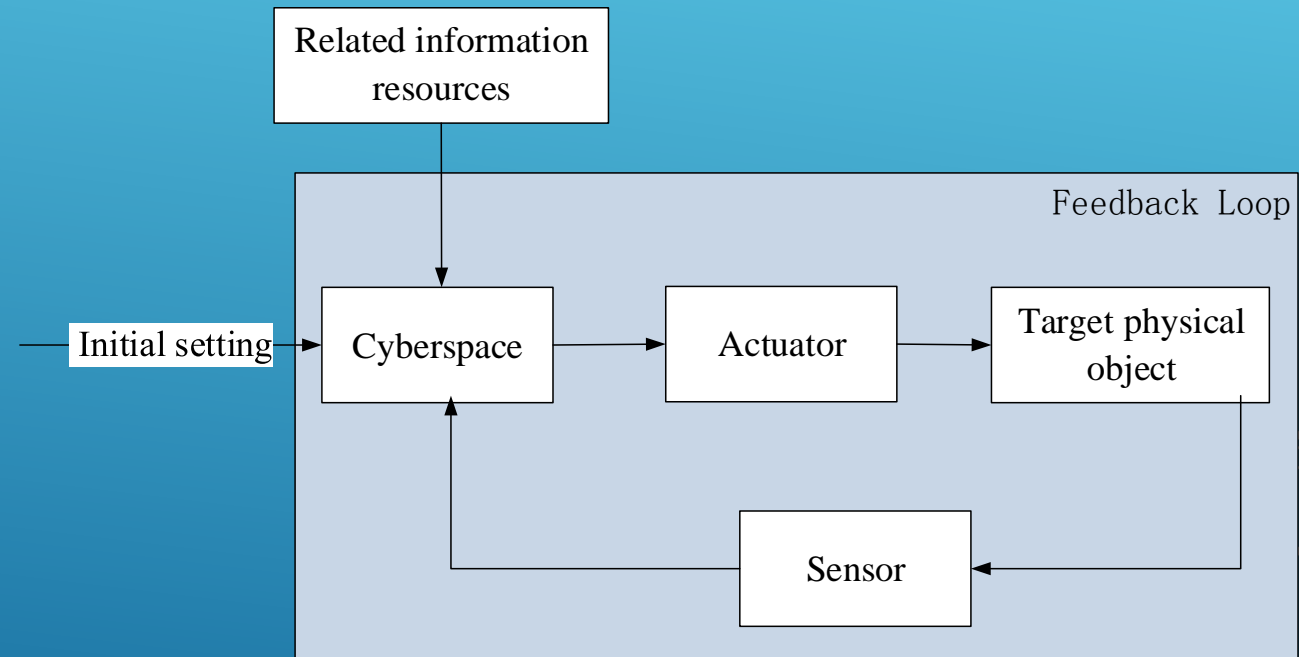 Related information
resources
Feedback Loop
Initial setting
Cyberspace
Actuator
Target physical
object
Sensor